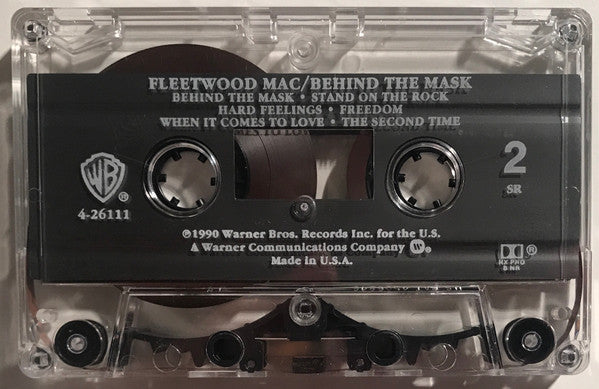 FLEETWOOD MAC/BEHIND THE MASK
BEHIND THE MASK • STAND ON THE ROCK
HARD FEELINGS • FREEDOM
WHEN IT COMES TO LOVE • THE SECOND TIME
WB®
4-26111
2
SR
℗1990 Warner Bros. Records Inc. for the U.S.
A Warner Communications Company
Made in U.S.A.
®
HX PRO
B NR